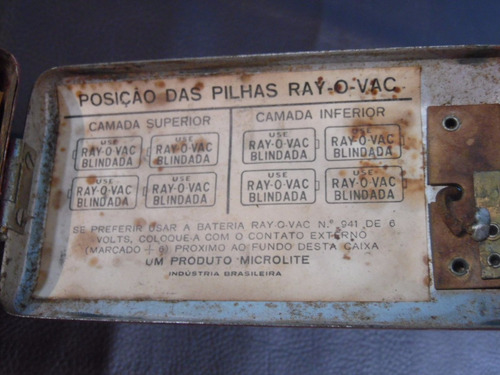 POSIÇÃO DAS PILHAS RAY-O-VAC
CAMADA SUPERIOR
USE
RAY-O-VAC
BLINDADA
USE
RAY-O-VAC
BLINDADA
USE
RAY-O-VAC
BLINDADA
USE
RAY-O-VAC
BLINDADA
CAMADA INFERIOR
USE
RAY-O-VAC
BLINDADA
USE
RAY-O-VAC
BLINDADA
USE
RAY-O-VAC
BLINDADA
USE
RAY-O-VAC
BLINDADA
SE PREFERIR USAR A BATERIA RAY-O-VAC N.º 941 DE 6
VOLTS, COLOQUE-A COM O CONTATO EXTERNO
(MARCADO + 6) PROXIMO AO FUNDO DESTA CAIXA
UM PRODUTO MICROLITE
INDÚSTRIA BRASILEIRA